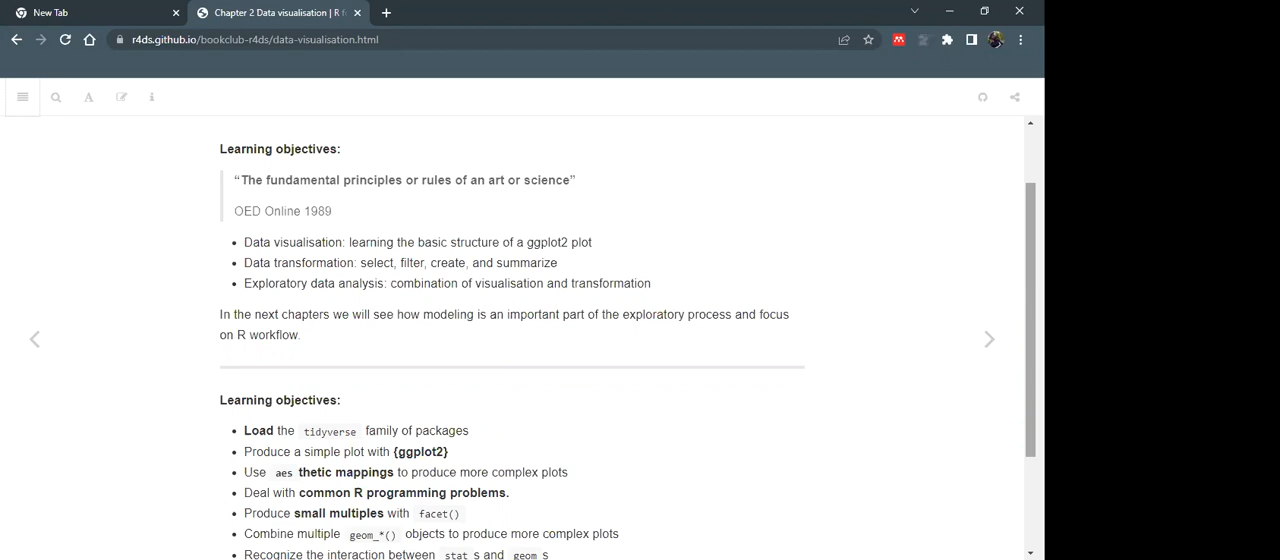 New Tab
Chapter 2 Data visualisation | R f
r4ds.github.io/bookclub-r4ds/data-visualisation.html
Learning objectives:
“The fundamental principles or rules of an art or science”
OED Online 1989
Data visualisation: learning the basic structure of a ggplot2 plot
Data transformation: select, filter, create, and summarize
Exploratory data analysis: combination of visualisation and transformation
In the next chapters we will see how modeling is an important part of the exploratory process and focus
on R workflow.
Learning objectives:
Load the tidyverse family of packages
Produce a simple plot with {ggplot2}
Use aes thetic mappings to produce more complex plots
Deal with common R programming problems.
Produce small multiples with facet()
Combine multiple geom_*() objects to produce more complex plots
Recognize the interaction between stat s and geom s